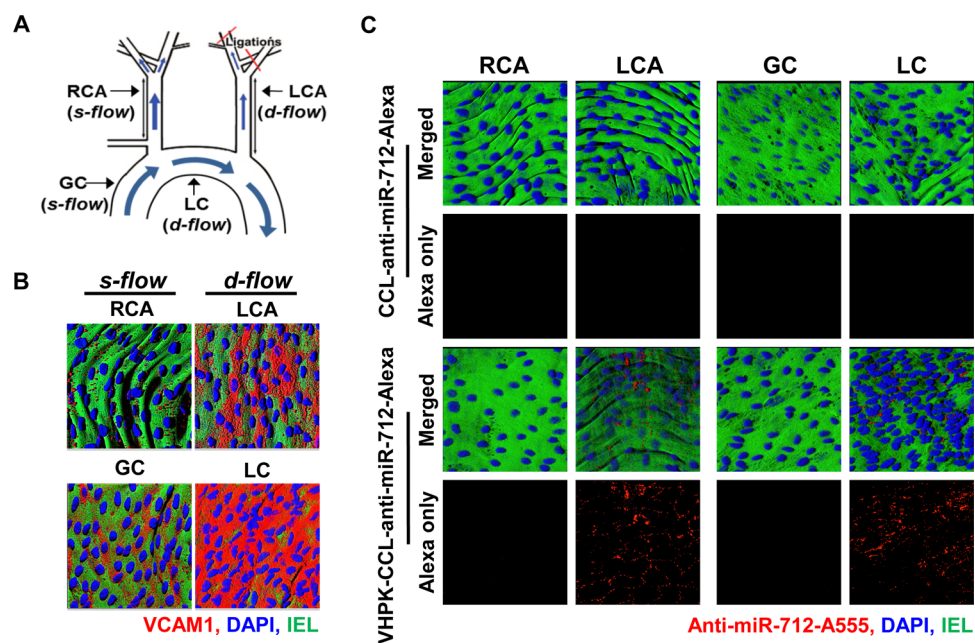 A
Ligations
RCA
(s-flow)
LCA
(d-flow)
GC
(s-flow)
LC
(d-flow)
B
s-flow d-flow
RCA LCA
GC LC
VCAM1, DAPI, IEL
C
RCA LCA GC LC
CCL-anti-miR-712-Alexa
Merged
Alexa only
VHPK-CCL-anti-miR-712-Alexa
Merged
Alexa only
Anti-miR-712-A555, DAPI, IEL